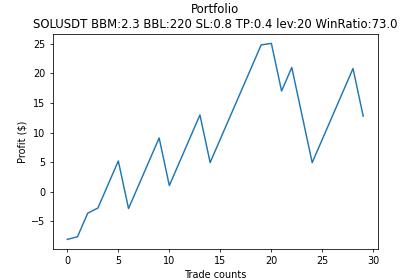 Portfolio
SOLUSDT BBM:2.3 BBL:220 SL:0.8 TP:0.4 lev:20 WinRatio:73.0
25
20
15
10
5
0
−5
Profit ($)
0 5 10 15 20 25 30
Trade counts